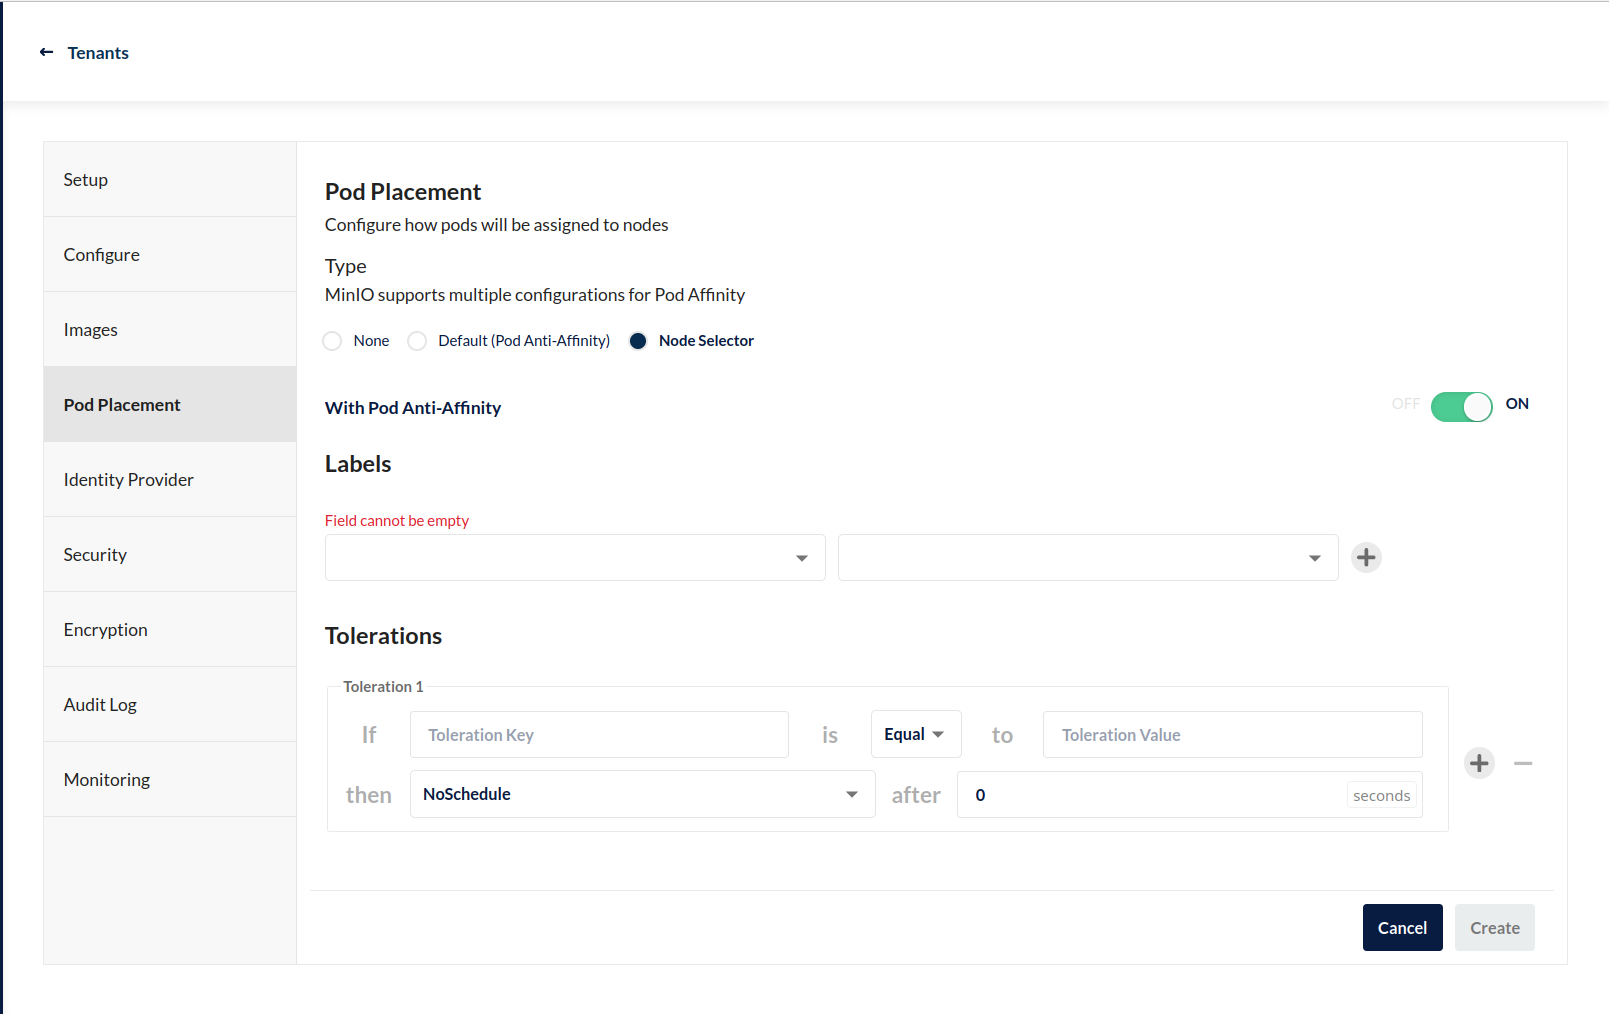 Tenants
Setup
Configure
Images
Pod Placement
Identity Provider
Security
Encryption
Audit Log
Monitoring
Pod Placement
Configure how pods will be assigned to nodes
Type
MinIO supports multiple configurations for Pod Affinity
None Default (Pod Anti-Affinity) Node Selector
With Pod Anti-Affinity OFF ON
Labels
Field cannot be empty
Tolerations
Toleration 1
If Toleration Key is Equal to Toleration Value
then NoSchedule after 0 seconds
Cancel Create